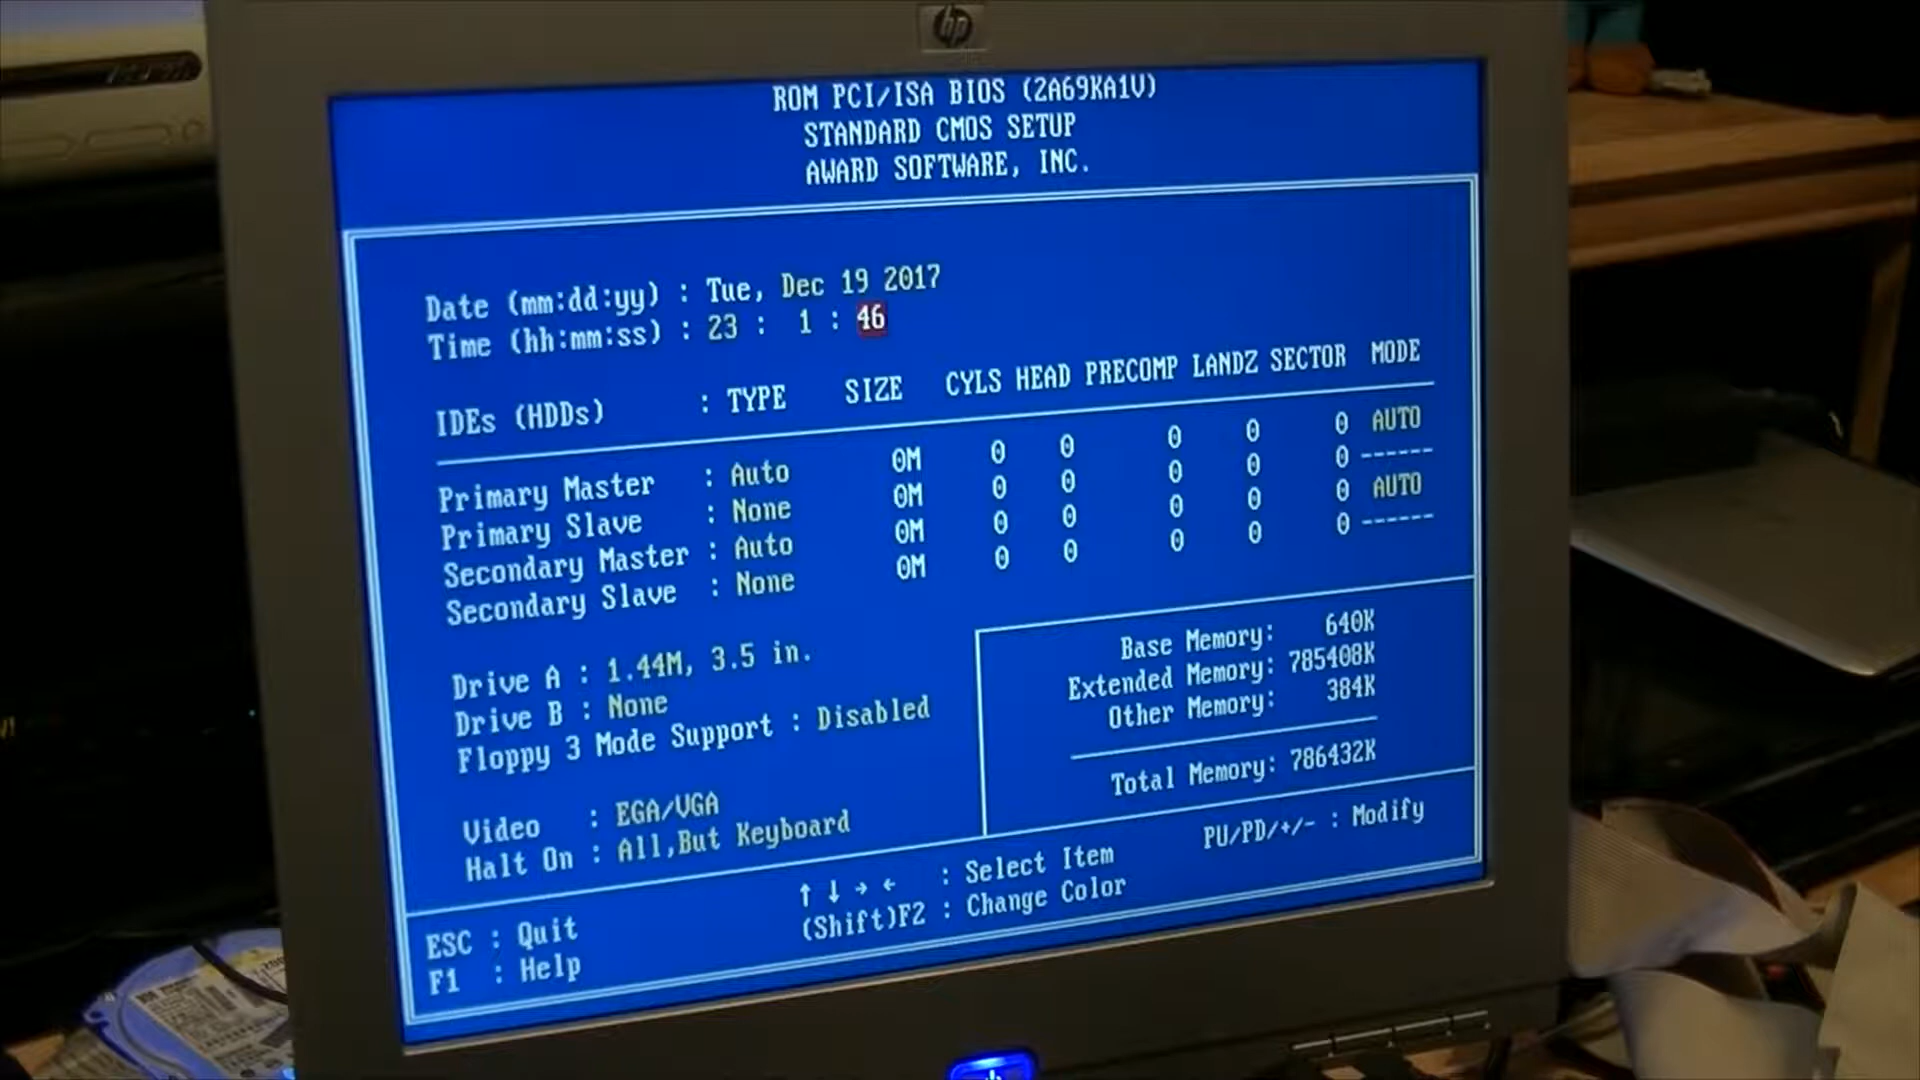 hp
ROM PCI/ISA BIOS (2A69KA1V)
STANDARD CMOS SETUP
AWARD SOFTWARE, INC.
Date (mm:dd:yy) : Tue, Dec 19 2017
Time (hh:mm:ss) : 23 : 1 : 46
IDEs (HDDs) : TYPE SIZE CYLS HEAD PRECOMP LANDZ SECTOR MODE
Primary Master : Auto 0M 0 0 0 0 0 AUTO
Primary Slave : None 0M 0 0 0 0 0 ------
Secondary Master : Auto 0M 0 0 0 0 0 AUTO
Secondary Slave : None 0M 0 0 0 0 0 ------
Drive A : 1.44M, 3.5 in.
Drive B : None
Floppy 3 Mode Support : Disabled
Video : EGA/VGA
Halt On : All,But Keyboard
Base Memory: 640K
Extended Memory: 785408K
Other Memory: 384K
Total Memory: 786432K
ESC : Quit
F1 : Help
↑ ↓ → ← : Select Item
(Shift)F2 : Change Color
PU/PD/+/- : Modify